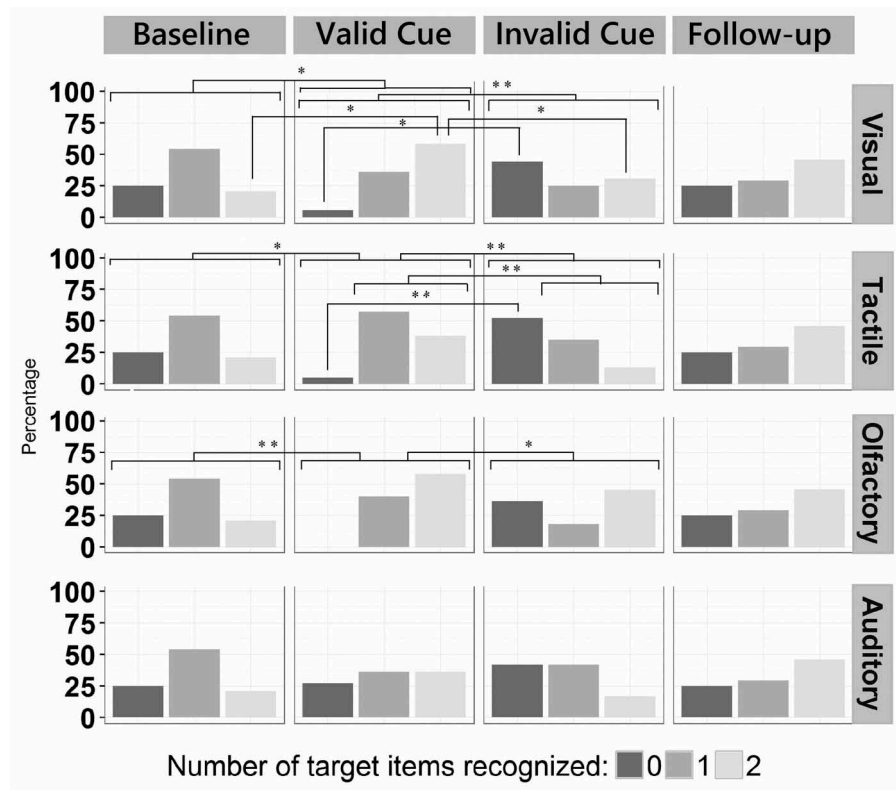 Baseline Valid Cue Invalid Cue Follow-up
* **
100
75 * * *
50
25
0
Visual
* **
100
75 **
50 **
25
0
Tactile
Percentage
100
75 ** *
50
25
0
Olfactory
100
75
50
25
0
Auditory
Number of target items recognized: 0 1 2